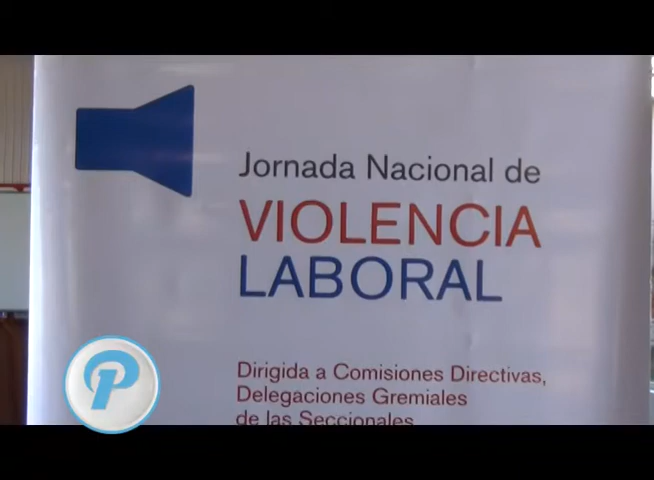 Jornada Nacional de
VIOLENCIA
LABORAL
Dirigida a Comisiones Directivas,
Delegaciones Gremiales
de las Seccionales
P